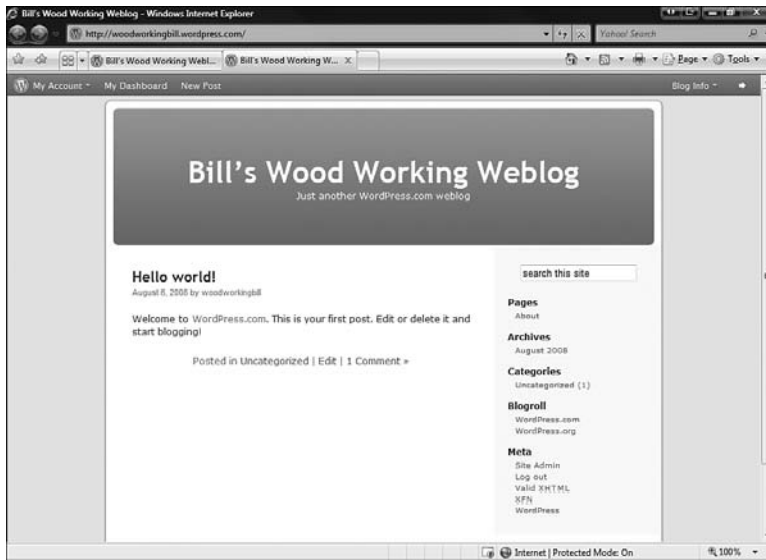 Bill's Wood Working Weblog - Windows Internet Explorer
http://woodworkingbill.wordpress.com/
Yahoo! Search
Bill's Wood Working Webl...
Bill's Wood Working W... X
Page
Tools
My Account
My Dashboard
New Post
Blog Info
Bill's Wood Working Weblog
Just another WordPress.com weblog
Hello world!
August 8, 2008 by woodworkingbill
Welcome to WordPress.com. This is your first post. Edit or delete it and
start blogging!
Posted in Uncategorized | Edit | 1 Comment »
search this site
Pages
About
Archives
August 2008
Categories
Uncategorized (1)
Blogroll
WordPress.com
WordPress.org
Meta
Site Admin
Log out
Valid XHTML
XFN
WordPress
Internet | Protected Mode: On
100%